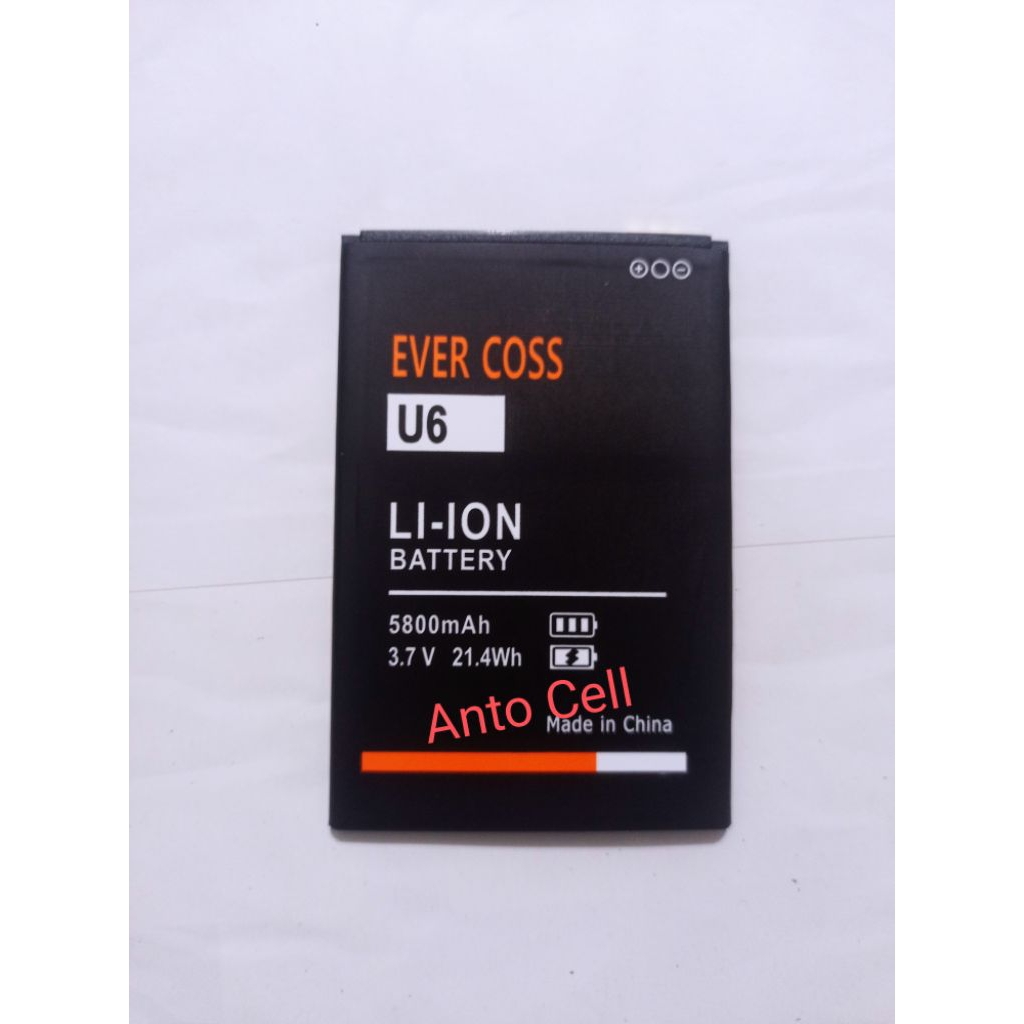 EVER COSS
U6
LI-ION
BATTERY
5800mAh
3.7 V 21.4Wh
Anto Cell
Made in China